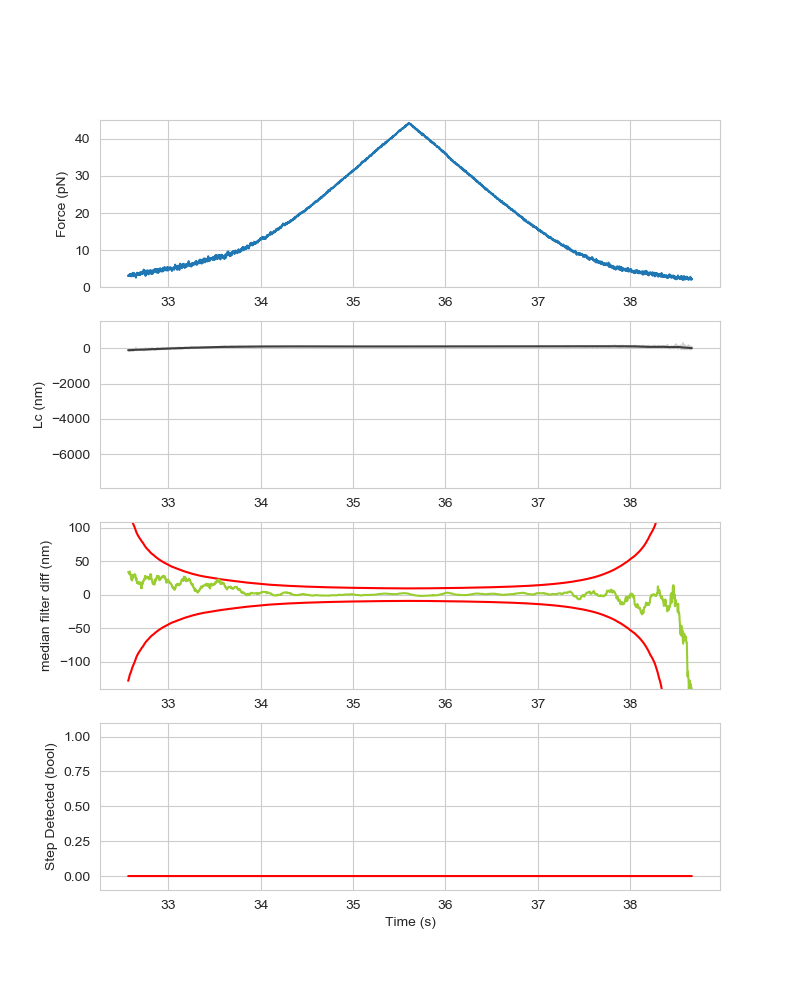 Force (pN)
40
30
20
10
0
33 34 35 36 37 38
Lc (nm)
0
−2000
−4000
−6000
33 34 35 36 37 38
median filter diff (nm)
100
50
0
−50
−100
33 34 35 36 37 38
Step Detected (bool)
1.00
0.75
0.50
0.25
0.00
33 34 35 36 37 38
Time (s)